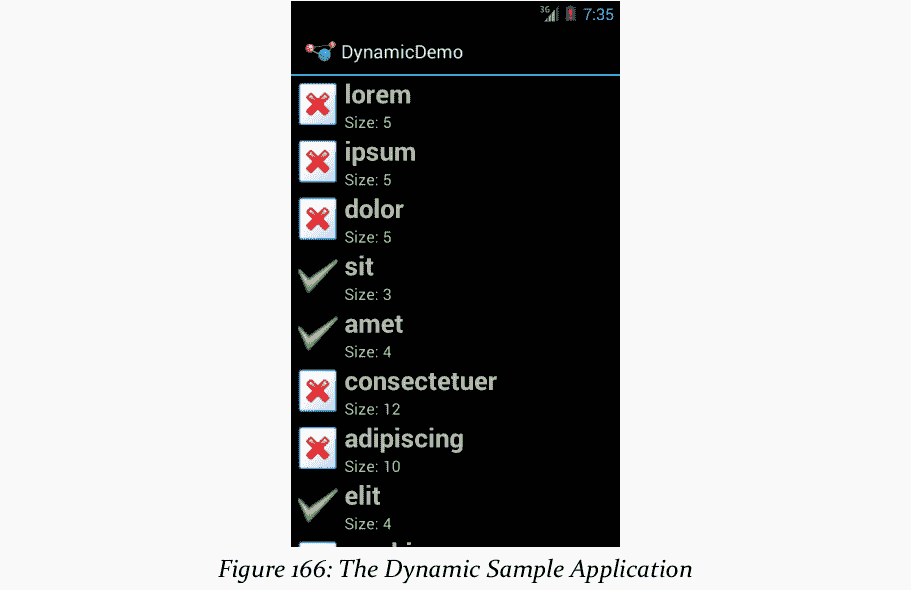 3G 7:35
DynamicDemo
lorem
Size: 5
ipsum
Size: 5
dolor
Size: 5
sit
Size: 3
amet
Size: 4
consectetuer
Size: 12
adipiscing
Size: 10
elit
Size: 4
Figure 166: The Dynamic Sample Application